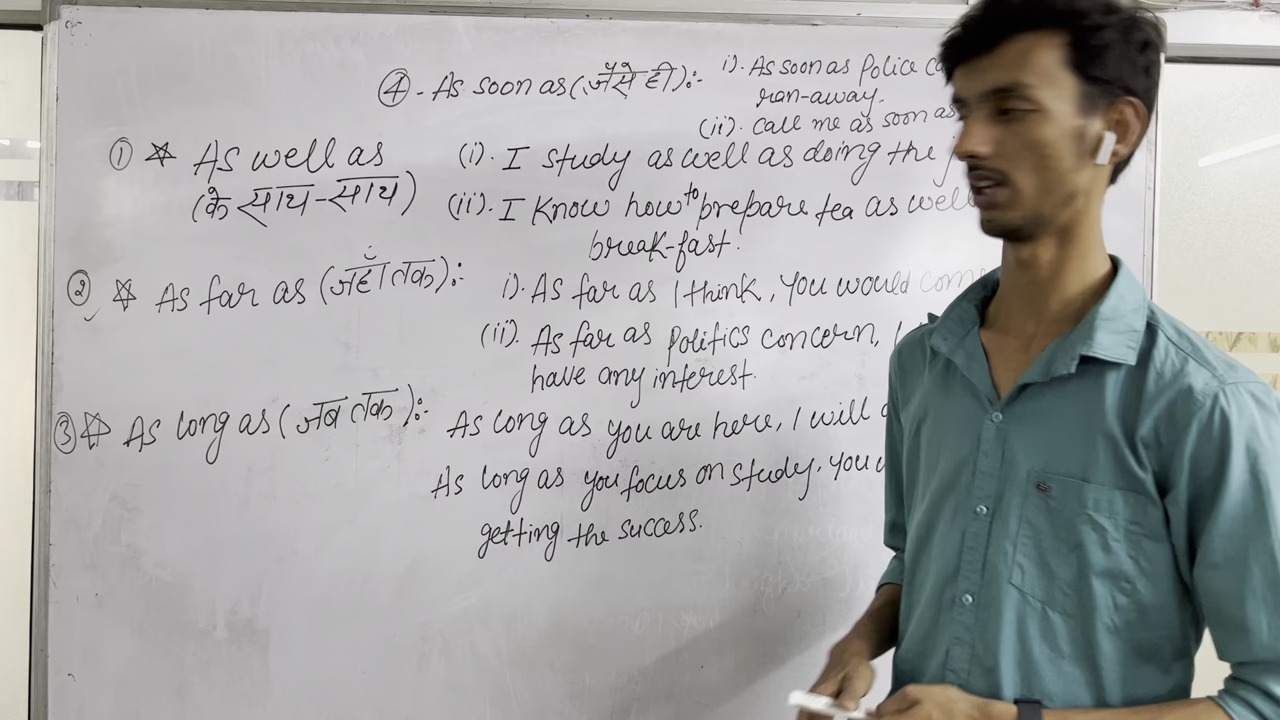 ④ - As soon as (जैसे ही) :- i). As soon as Police
ran-away.
(ii). Call me as soon as
① ☆ As well as (i). I study as well as doing the
(के साथ-साथ) (ii). I know how to prepare tea as well
break-fast.
② ☆ As far as (जहाँ तक) :- i). As far as I think, you would com
(ii). As far as politics concern, I
have any interest.
③ ☆ As long as (जब तक) :- As long as you are here, I will
As long as you focus on study, you
getting the success.